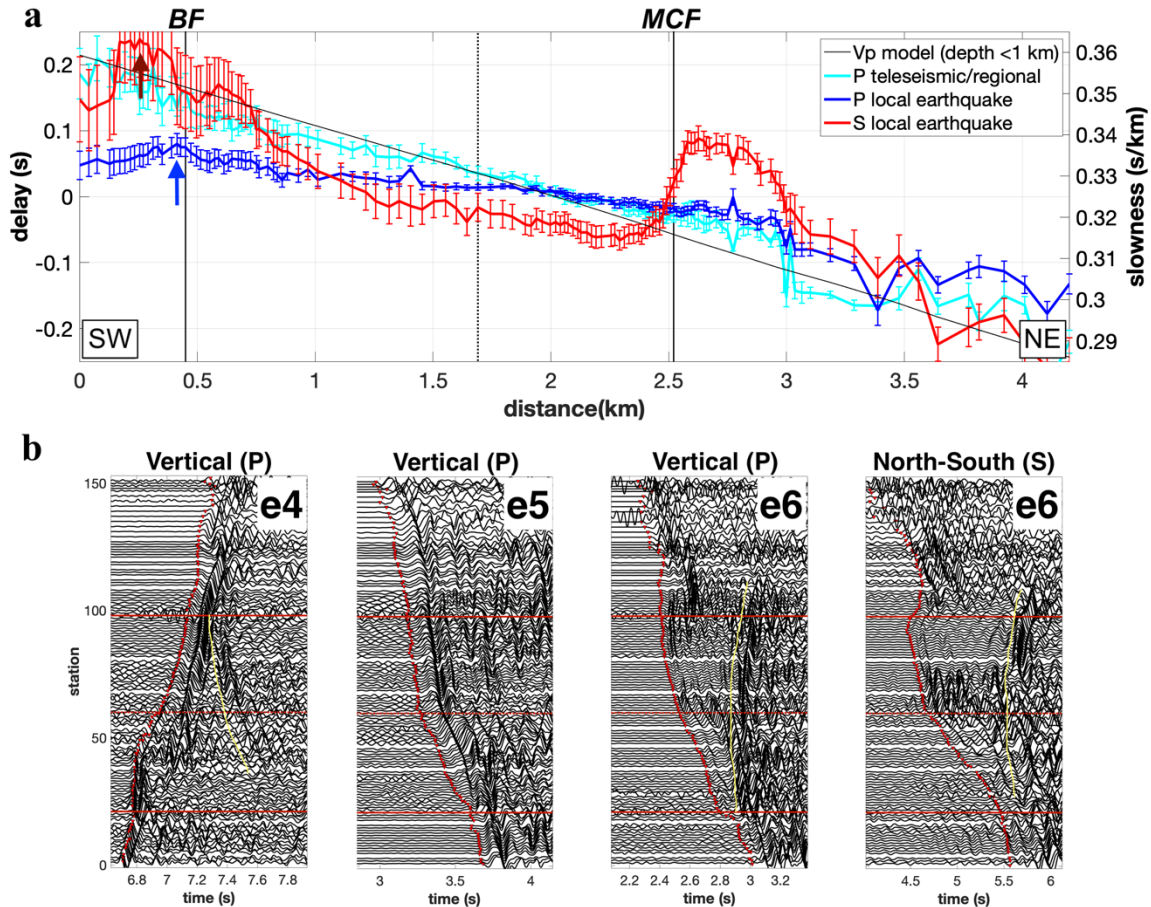 a
BF
MCF
Vp model (depth <1 km)
P teleseismic/regional
P local earthquake
S local earthquake
delay (s)
0.2
0.1
0
-0.1
-0.2
slowness (s/km)
0.36
0.35
0.34
0.33
0.32
0.31
0.3
0.29
SW
NE
0 0.5 1 1.5 2 2.5 3 3.5 4
distance(km)
b
Vertical (P)
Vertical (P)
Vertical (P)
North-South (S)
e4
e5
e6
e6
station
150
100
50
0
6.8 7 7.2 7.4 7.6 7.8
3 3.5 4
2.2 2.4 2.6 2.8 3 3.2
4.5 5 5.5 6
time (s)
time (s)
time (s)
time (s)